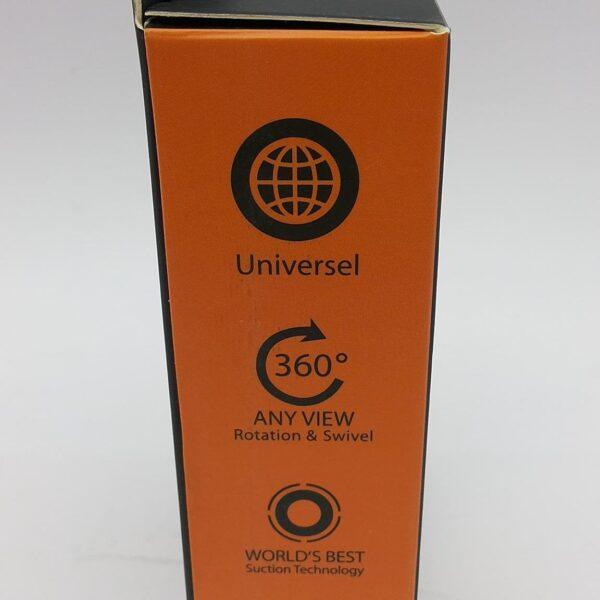 Universel
360°
ANY VIEW
Rotation & Swivel
WORLD'S BEST
Suction Technology